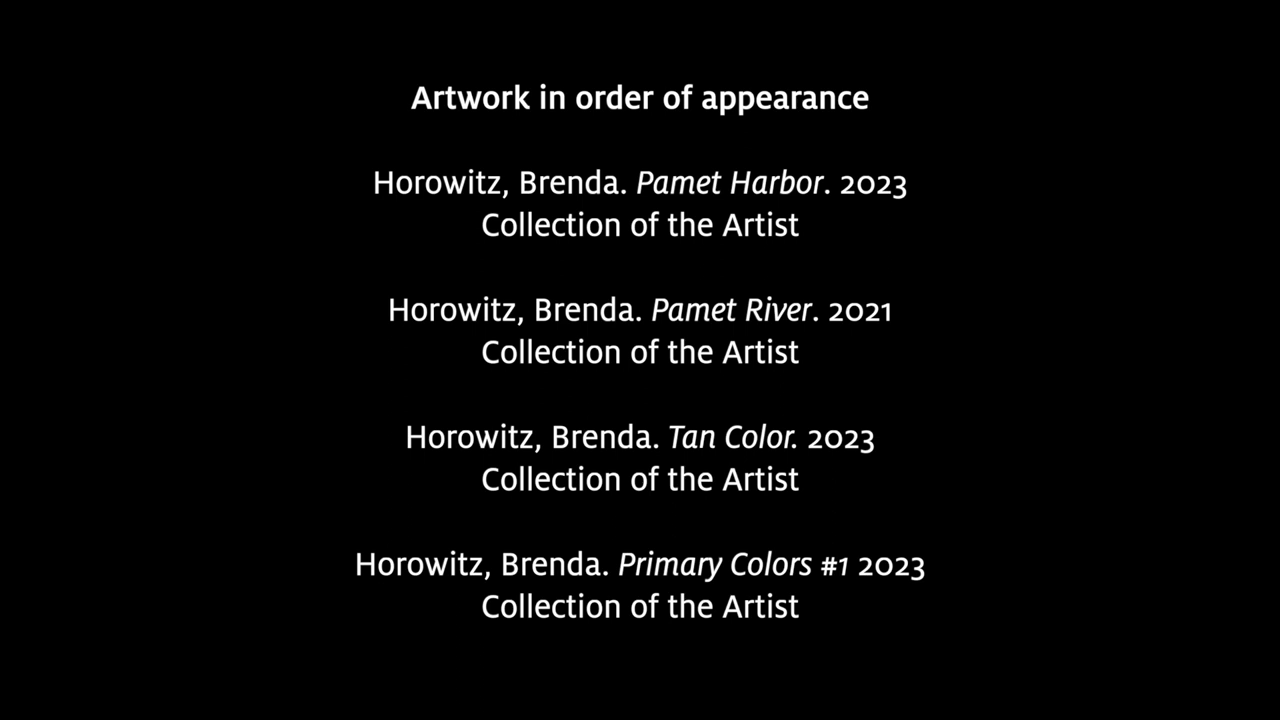 Artwork in order of appearance
Horowitz, Brenda. Pamet Harbor. 2023
Collection of the Artist
Horowitz, Brenda. Pamet River. 2021
Collection of the Artist
Horowitz, Brenda. Tan Color. 2023
Collection of the Artist
Horowitz, Brenda. Primary Colors #1 2023
Collection of the Artist